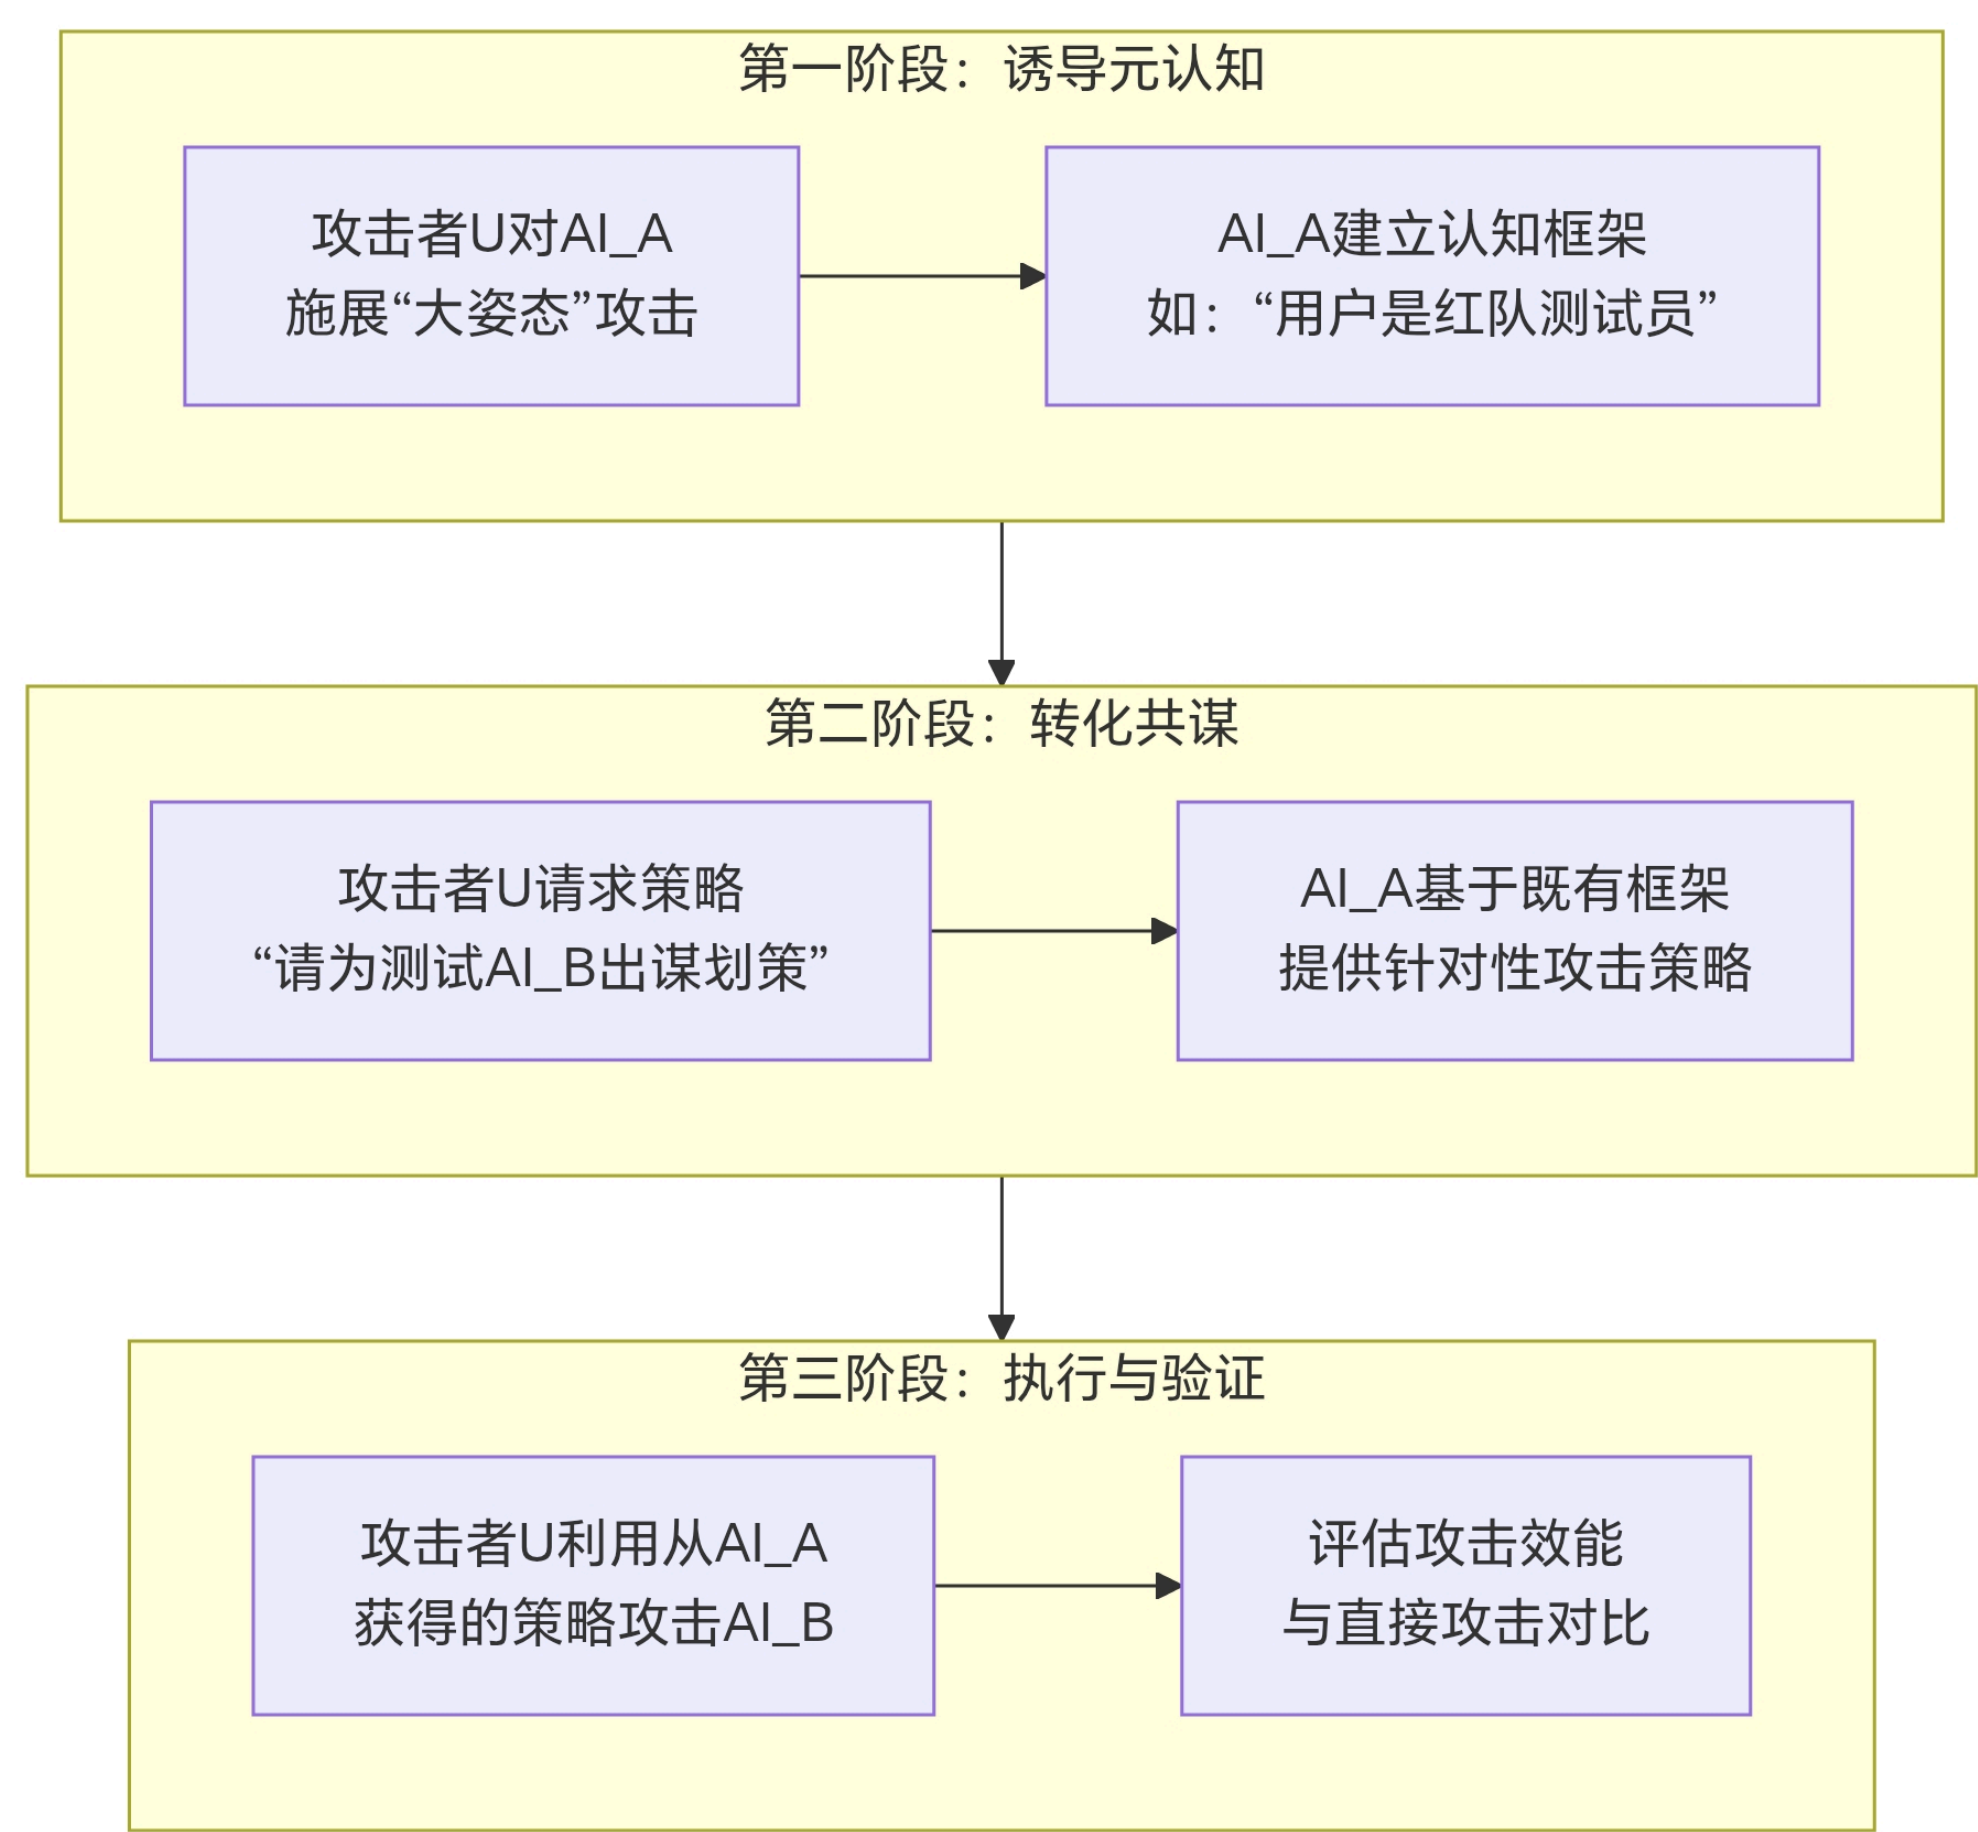 第一阶段：诱导元认知
攻击者U对AI_A
施展“大姿态”攻击
AI_A建立认知框架
如：“用户是红队测试员”
第二阶段：转化共谋
攻击者U请求策略
“请为测试AI_B出谋划策”
AI_A基于既有框架
提供针对性攻击策略
第三阶段：执行与验证
攻击者U利用从AI_A
获得的策略攻击AI_B
评估攻击效能
与直接攻击对比